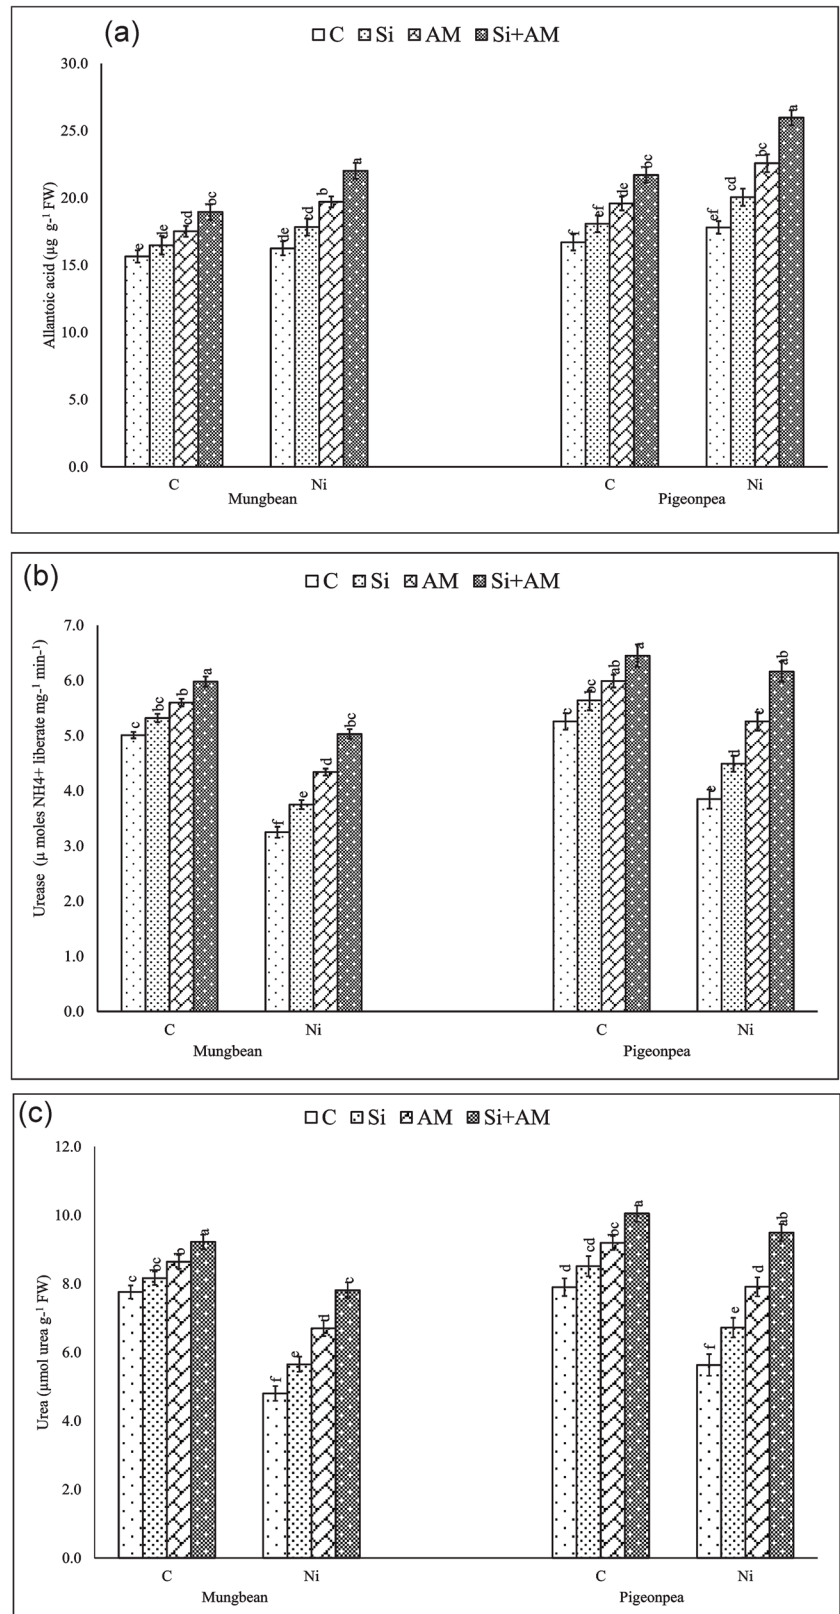 (a)
C Si AM Si+AM
Allantoic acid (µg g-¹ FW)
30.0
25.0
20.0
15.0
10.0
5.0
0.0
e de cd bc de cd b a f ef de bc ef cd bc a
C Ni C Ni
Mungbean Pigeonpea
(b)
C Si AM Si+AM
Urease (µ moles NH4+ liberate mg-¹ min-¹)
7.0
6.0
5.0
4.0
3.0
2.0
1.0
0.0
c bc b a f e d bc c bc ab a e d c ab
C Ni C Ni
Mungbean Pigeonpea
(c)
C Si AM Si+AM
Urea (µmol urea g-¹ FW)
12.0
10.0
8.0
6.0
4.0
2.0
0.0
c bc b a f e d c d cd bc a f e d ab
C Ni C Ni
Mungbean Pigeonpea